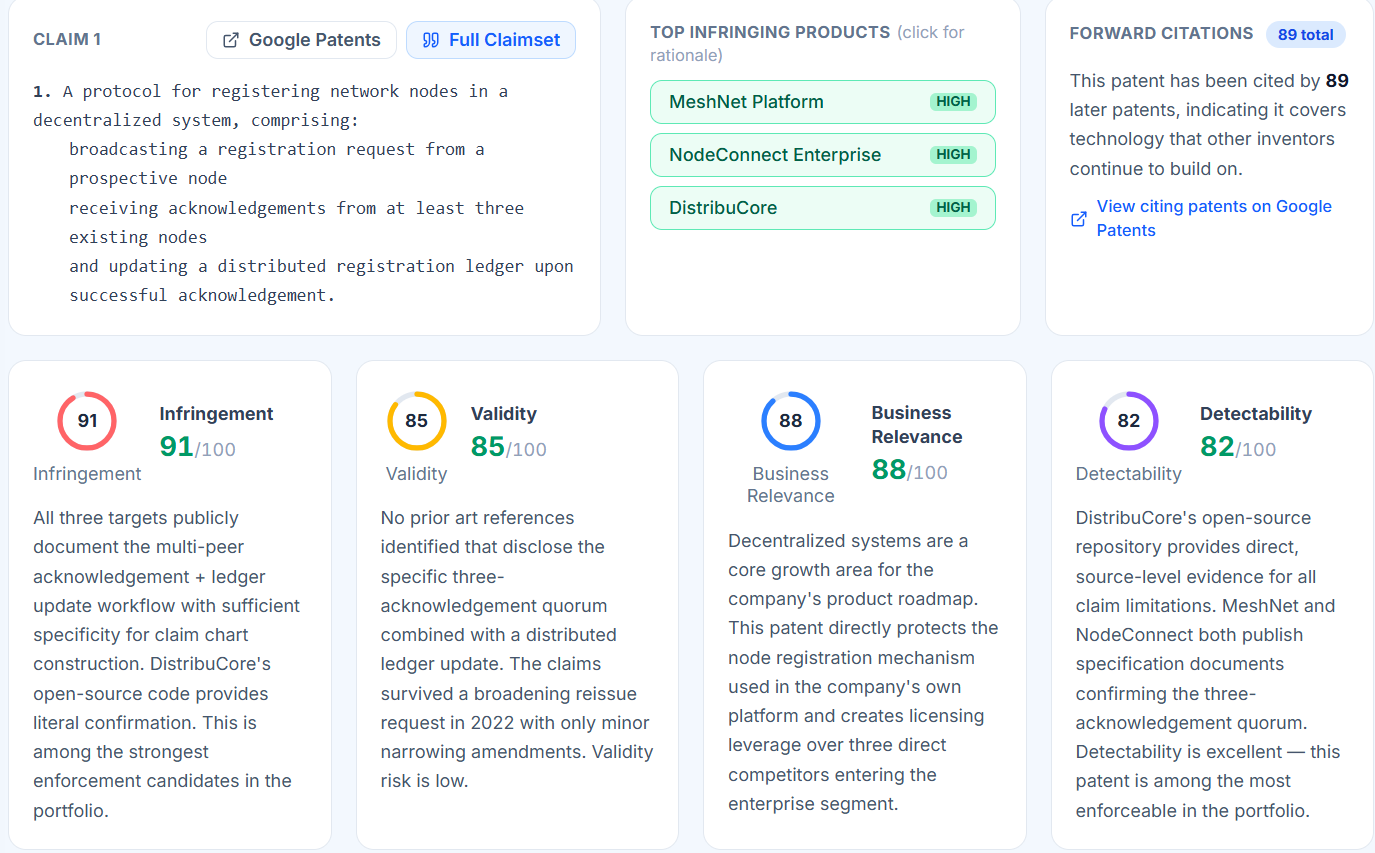 CLAIM 1
Google Patents
Full Claimset
1. A protocol for registering network nodes in a
decentralized system, comprising:
broadcasting a registration request from a
prospective node
receiving acknowledgements from at least three
existing nodes
and updating a distributed registration ledger upon
successful acknowledgement.
TOP INFRINGING PRODUCTS (click for
rationale)
MeshNet Platform HIGH
NodeConnect Enterprise HIGH
DistribuCore HIGH
FORWARD CITATIONS 89 total
This patent has been cited by 89
later patents, indicating it covers
technology that other inventors
continue to build on.
View citing patents on Google
Patents
91
Infringement
Infringement
91/100
All three targets publicly
document the multi-peer
acknowledgement + ledger
update workflow with sufficient
specificity for claim chart
construction. DistribuCore's
open-source code provides
literal confirmation. This is
among the strongest
enforcement candidates in the
portfolio.
85
Validity
Validity
85/100
No prior art references
identified that disclose the
specific three-
acknowledgement quorum
combined with a distributed
ledger update. The claims
survived a broadening reissue
request in 2022 with only minor
narrowing amendments. Validity
risk is low.
88
Business
Relevance
Business
Relevance
88/100
Decentralized systems are a
core growth area for the
company's product roadmap.
This patent directly protects the
node registration mechanism
used in the company's own
platform and creates licensing
leverage over three direct
competitors entering the
enterprise segment.
82
Detectability
Detectability
82/100
DistribuCore's open-source
repository provides direct,
source-level evidence for all
claim limitations. MeshNet and
NodeConnect both publish
specification documents
confirming the three-
acknowledgement quorum.
Detectability is excellent — this
patent is among the most
enforceable in the portfolio.